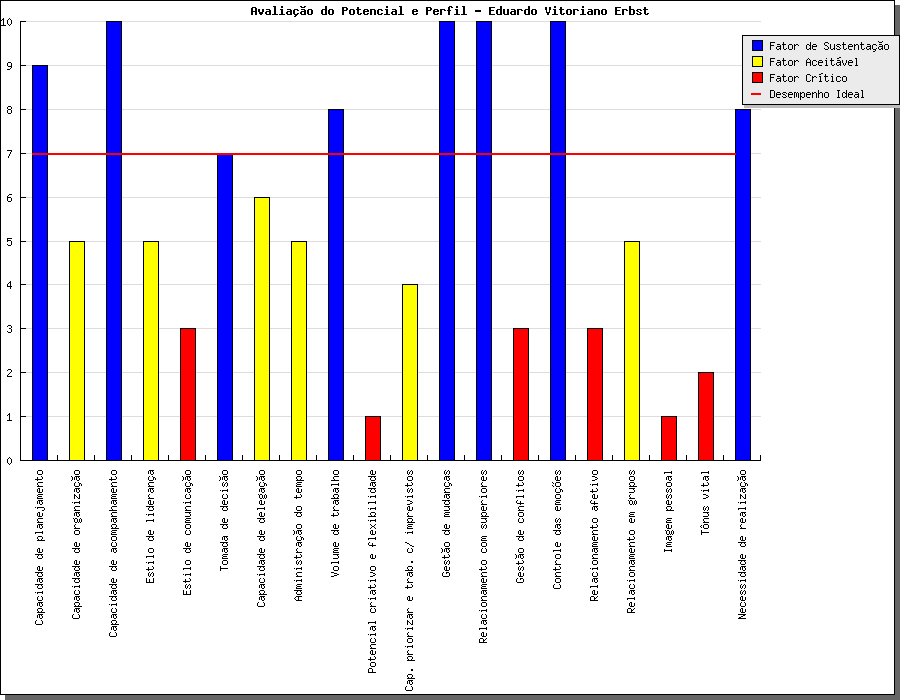 Avaliação do Potencial e Perfil - Eduardo Vitoriano Erbst
Fator de Sustentação
Fator Aceitável
Fator Crítico
Desempenho Ideal
10
9
8
7
6
5
4
3
2
1
0
Capacidade de planejamento
Capacidade de organização
Capacidade de acompanhamento
Estilo de liderança
Estilo de comunicação
Tomada de decisão
Capacidade de delegação
Administração do tempo
Volume de trabalho
Potencial criativo e flexibilidade
Cap. priorizar e trab. c/ imprevistos
Gestão de mudanças
Relacionamento com superiores
Gestão de conflitos
Controle das emoções
Relacionamento afetivo
Relacionamento em grupos
Imagem pessoal
Tônus vital
Necessidade de realização